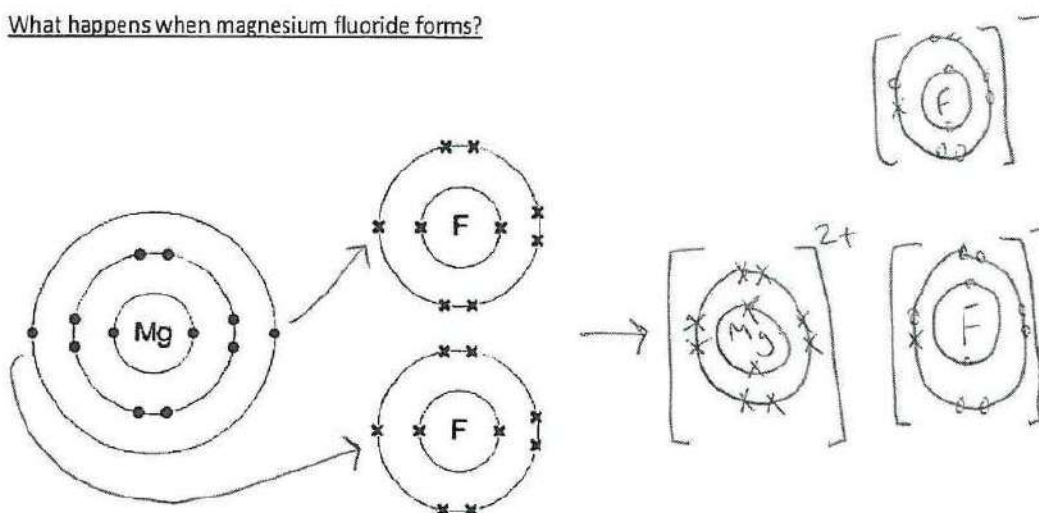 What happens when magnesium fluoride forms?
F -
F
Mg
Mg 2+
F -
F